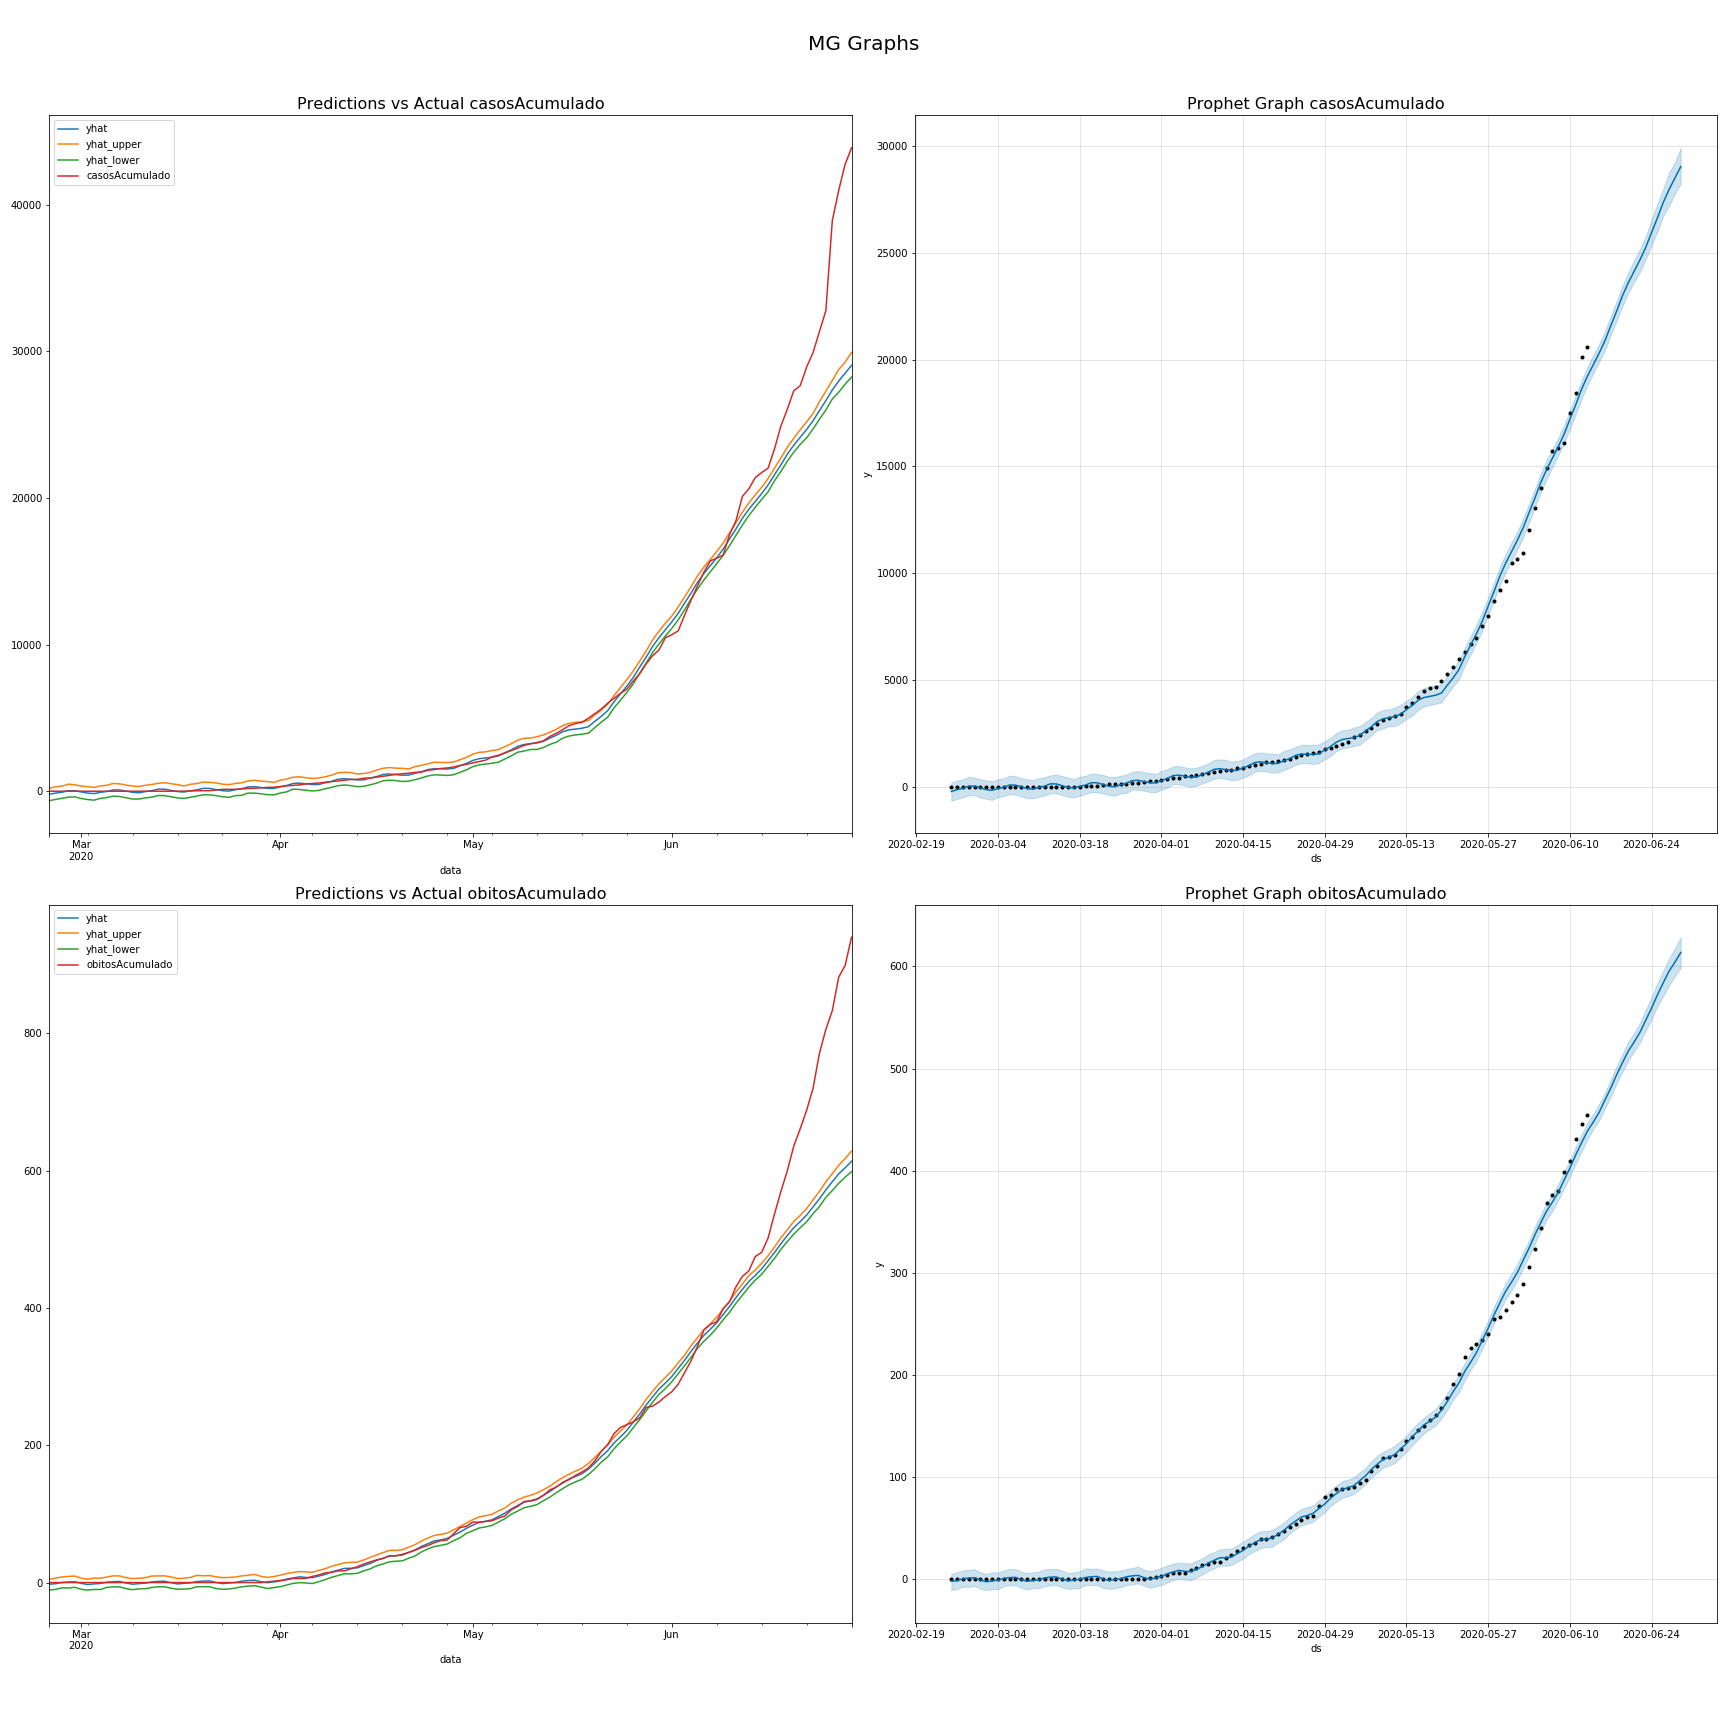 MG Graphs
Predictions vs Actual casosAcumulado
yhat
yhat_upper
yhat_lower
casosAcumulado
40000
30000
20000
10000
0
Mar
2020
Apr
May
Jun
data
Prophet Graph casosAcumulado
30000
25000
20000
15000
10000
5000
0
y
2020-02-19 2020-03-04 2020-03-18 2020-04-01 2020-04-15 2020-04-29 2020-05-13 2020-05-27 2020-06-10 2020-06-24
ds
Predictions vs Actual obitosAcumulado
yhat
yhat_upper
yhat_lower
obitosAcumulado
800
600
400
200
0
Mar
2020
Apr
May
Jun
data
Prophet Graph obitosAcumulado
600
500
400
300
200
100
0
y
2020-02-19 2020-03-04 2020-03-18 2020-04-01 2020-04-15 2020-04-29 2020-05-13 2020-05-27 2020-06-10 2020-06-24
ds